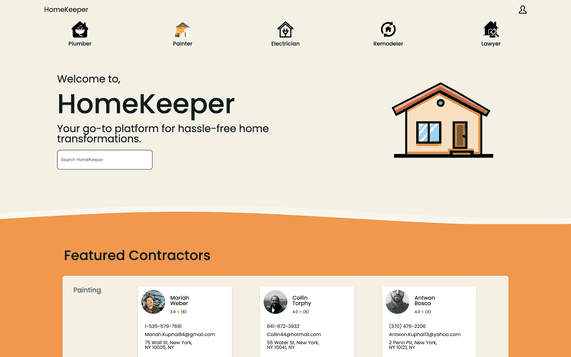 HomeKeeper
Plumber
Painter
Electrician
Remodeler
Lawyer
Welcome to,
HomeKeeper
Your go-to platform for hassle-free home
transformations.
Search HomeKeeper
Featured Contractors
Painting
Mariah
Weber
3.9 ★ (8)
1-535-579-7691
Mariah.Kuphal84@gmail.com
75 Wall St, New York,
NY 10005, NY
Collin
Torphy
4.0 ★ (8)
641-872-3932
Collin44@hotmail.com
55 Water St, New York,
NY 10041, NY
Antwon
Bosco
4.3 ★ (4)
(370) 476-2206
Antwon.Kuphal3@yahoo.com
2 Penn Plz, New York,
NY 10121, NY